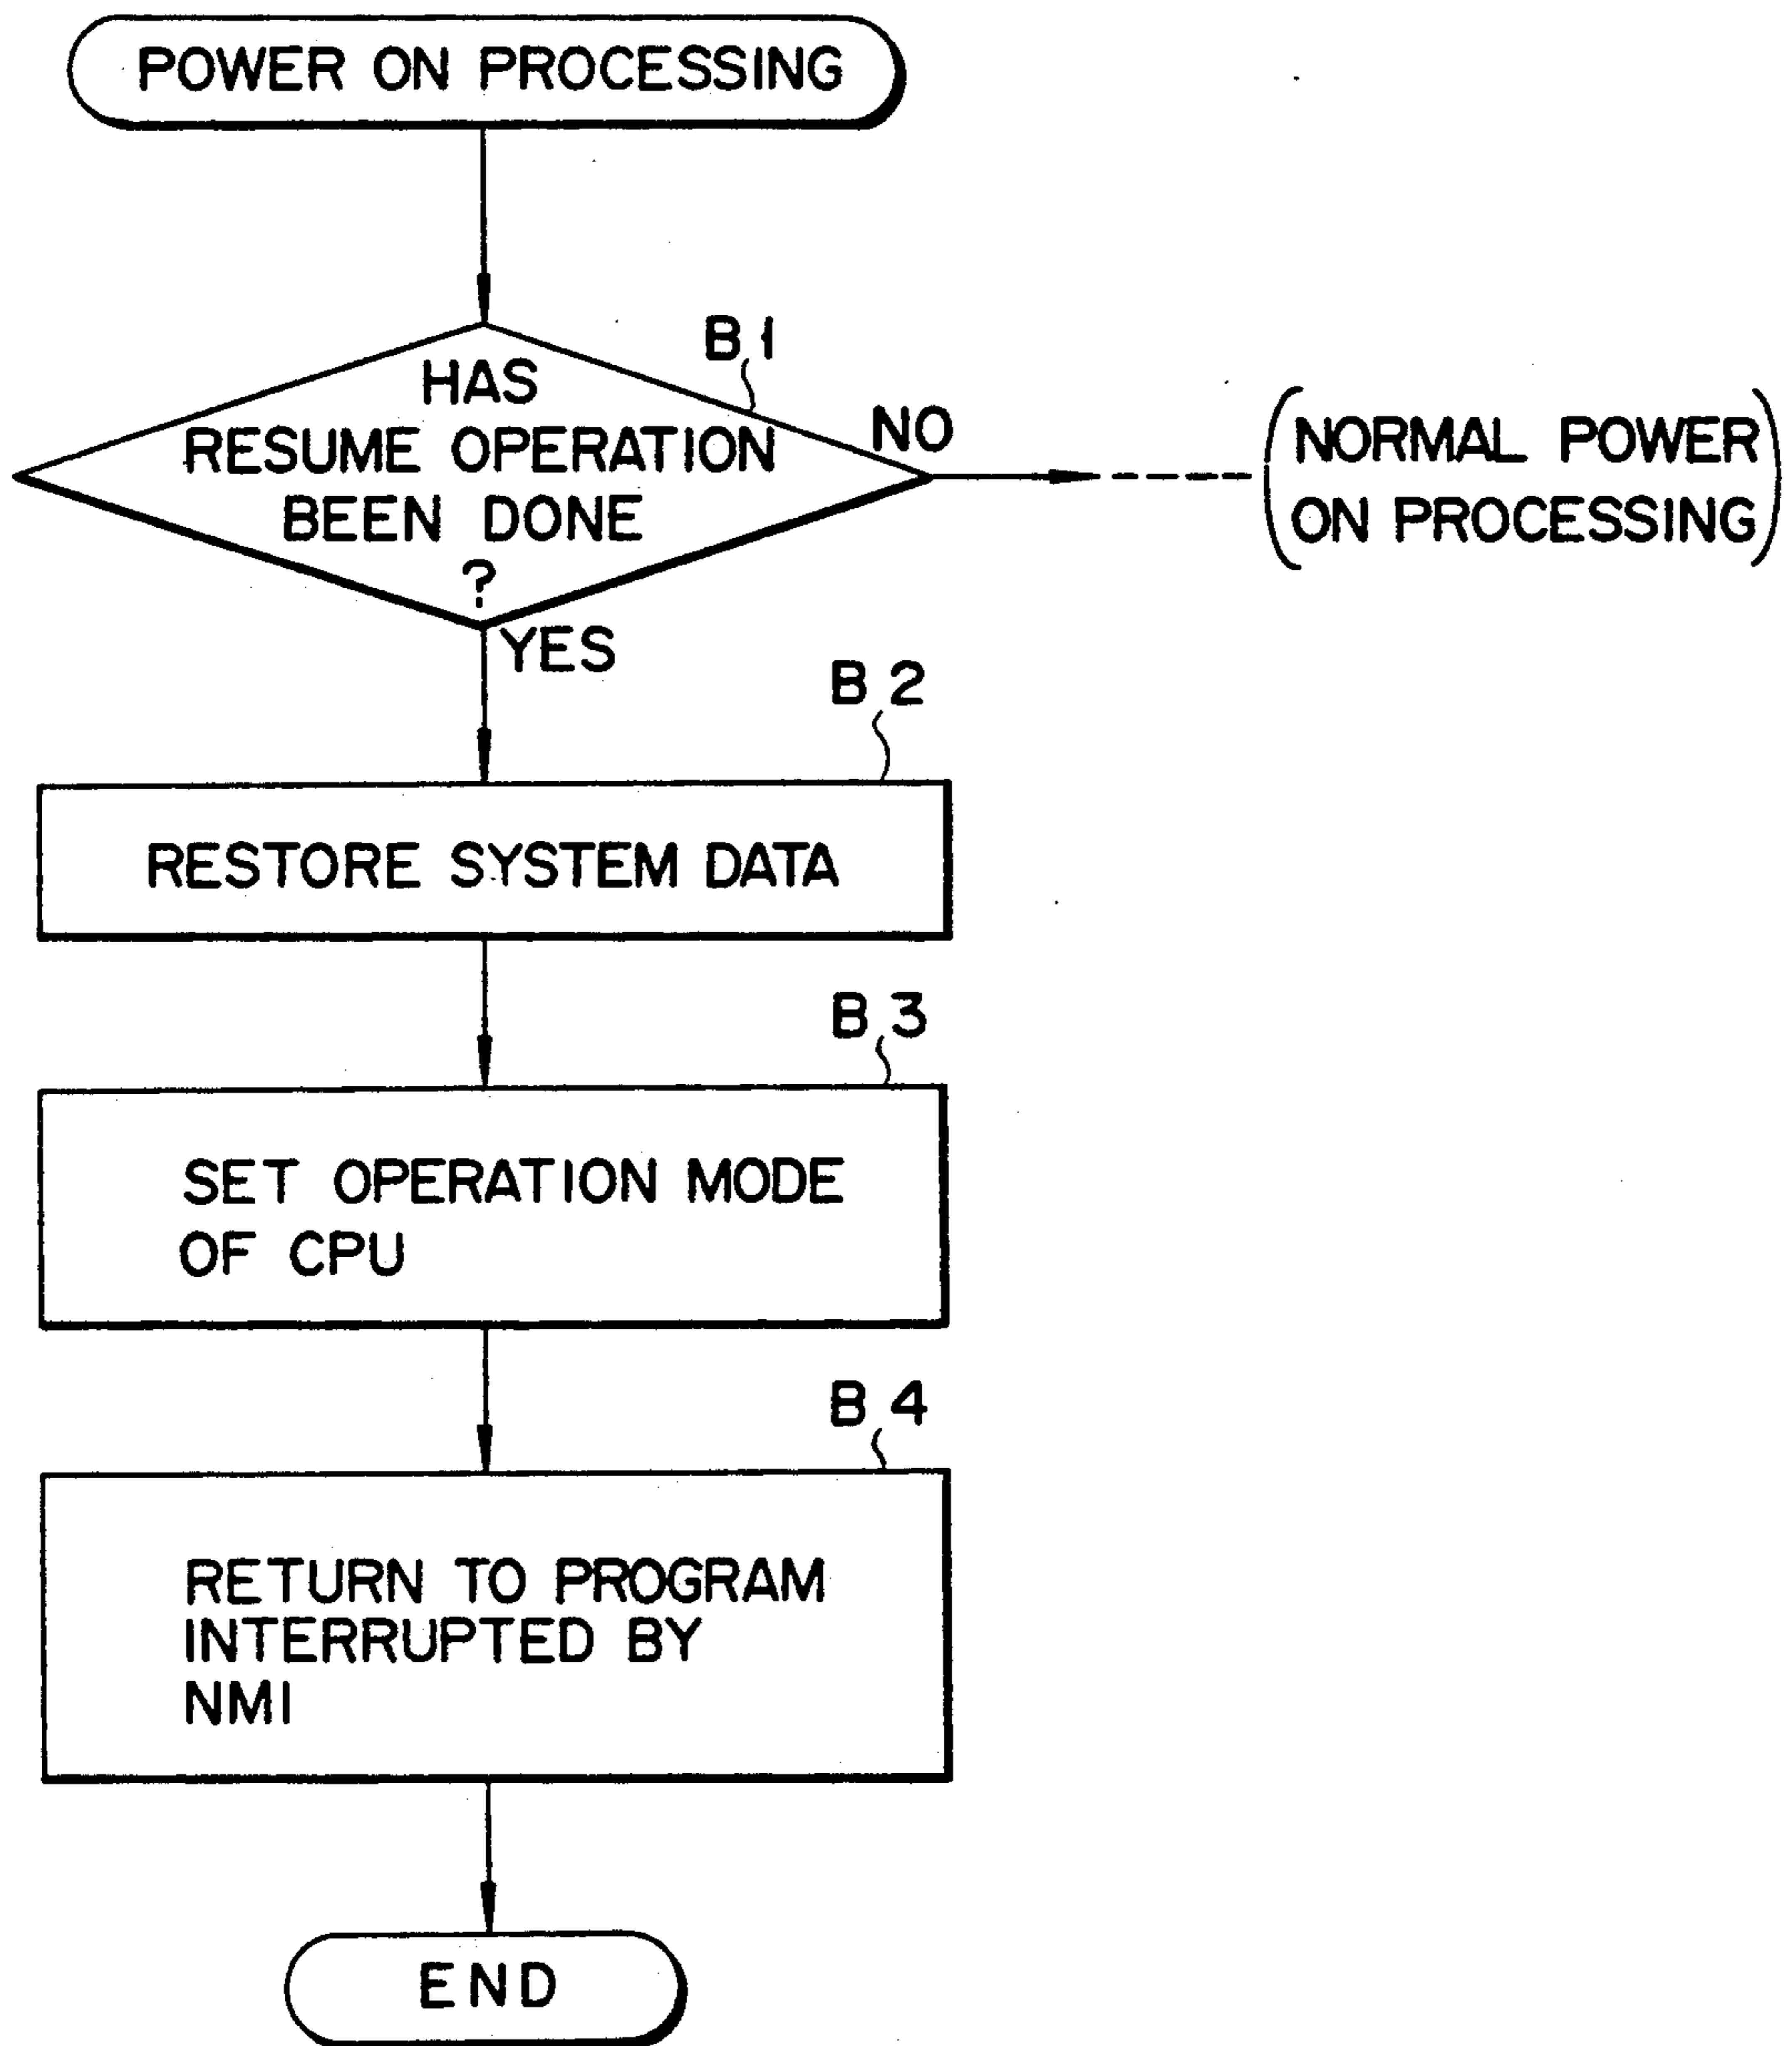 POWER ON PROCESSING
B1
HAS
RESUME OPERATION
BEEN DONE
?
NO
(NORMAL POWER
ON PROCESSING)
YES
B2
RESTORE SYSTEM DATA
B3
SET OPERATION MODE
OF CPU
B4
RETURN TO PROGRAM
INTERRUPTED BY
NMI
END